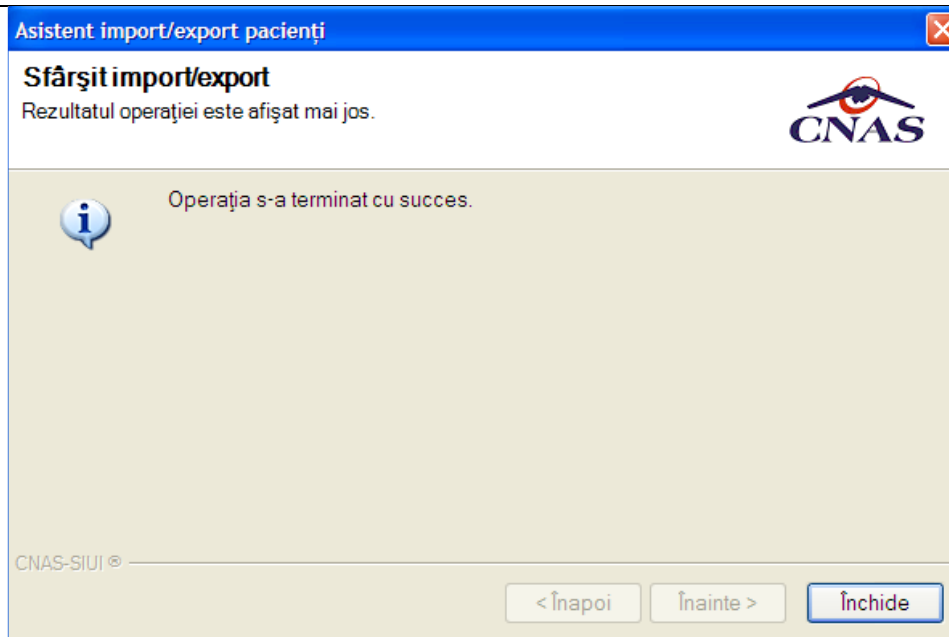 Asistent import/export pacienți
Sfârşit import/export
Rezultatul operaţiei este afişat mai jos.
CNAS
Operaţia s-a terminat cu succes.
CNAS-SIUI ®
< Înapoi
Înainte >
Închide